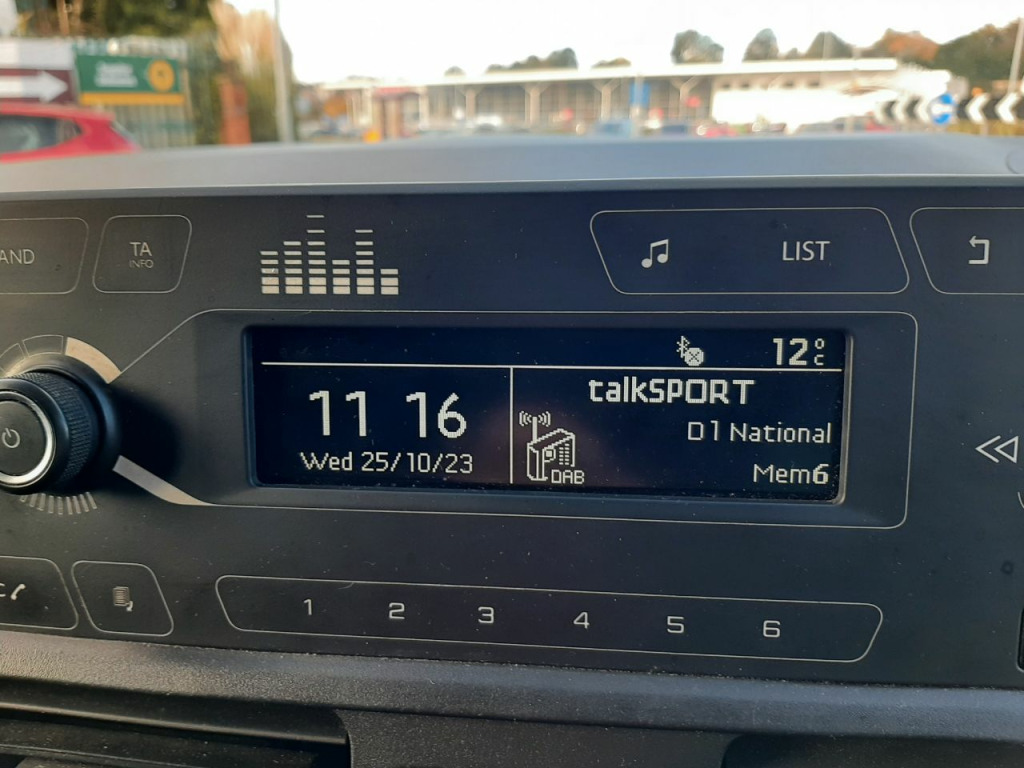 AND
TA
INFO
LIST
12°C
11 16
Wed 25/10/23
talkSPORT
D1 National
DAB
Mem6
1 2 3 4 5 6